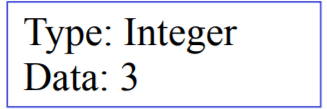 Type: Integer
Data: 3